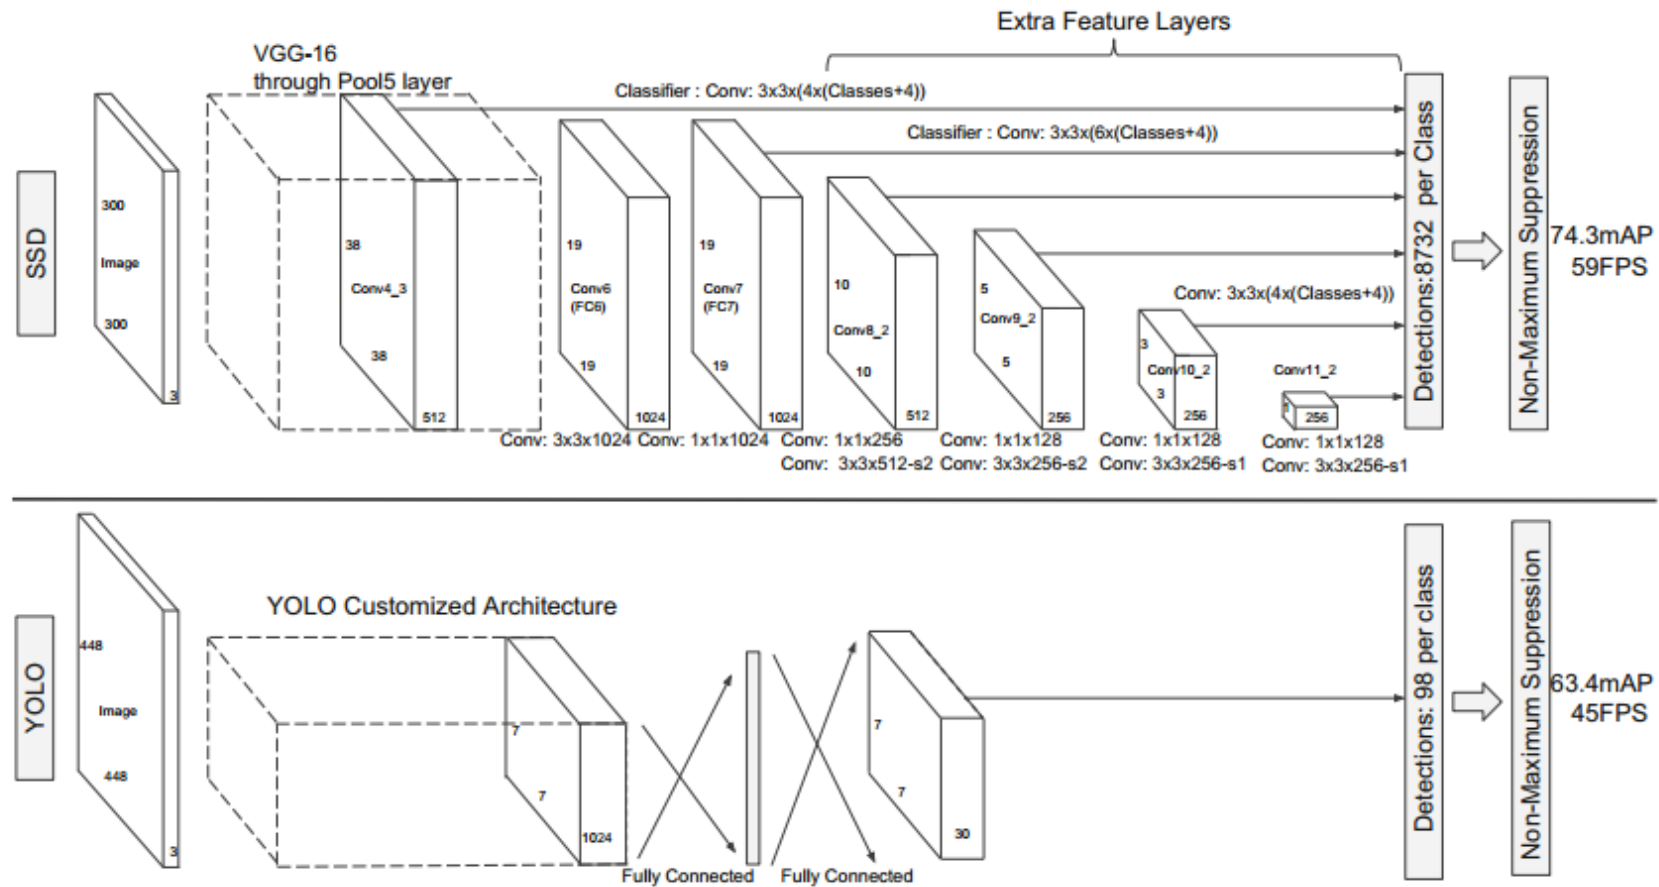 Extra Feature Layers
VGG-16
through Pool5 layer
Classifier : Conv: 3x3x(4x(Classes+4))
Classifier : Conv: 3x3x(6x(Classes+4))
SSD
300
Image
300
3
38
Conv4_3
38
512
19
Conv6
(FC6)
19
1024
19
Conv7
(FC7)
19
1024
10
Conv8_2
10
512
5
Conv9_2
5
256
Conv: 3x3x(4x(Classes+4))
3
Conv10_2
3
256
Conv11_2
1
256
Conv: 3x3x1024
Conv: 1x1x1024
Conv: 1x1x256
Conv: 3x3x512-s2
Conv: 1x1x128
Conv: 3x3x256-s2
Conv: 1x1x128
Conv: 3x3x256-s1
Conv: 1x1x128
Conv: 3x3x256-s1
Detections:8732 per Class
Non-Maximum Suppression
74.3mAP
59FPS
YOLO
448
Image
448
3
YOLO Customized Architecture
7
7
1024
Fully Connected
Fully Connected
7
7
30
Detections: 98 per class
Non-Maximum Suppression
63.4mAP
45FPS